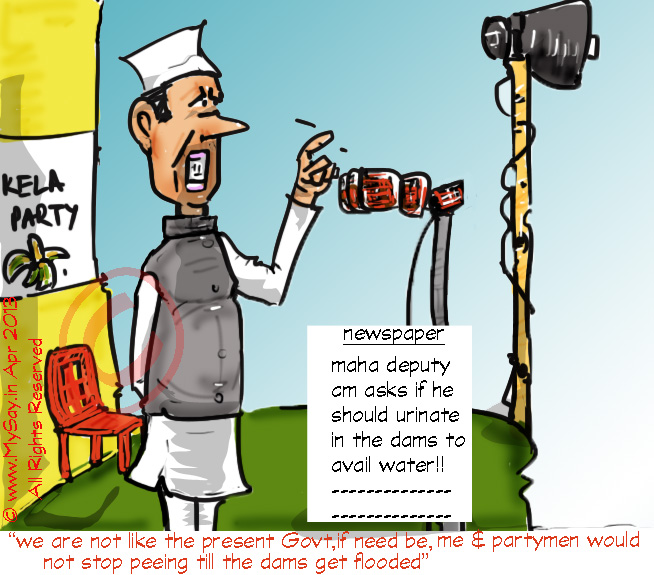 KELA
PARTY
newspaper
maha deputy
cm asks if he
should urinate
in the dams to
avail water!!
--------------
--------------
© www.MySay.in Apr 2013
All Rights Reserved
"we are not like the present Govt,if need be, me & partymen would
not stop peeing till the dams get flooded"